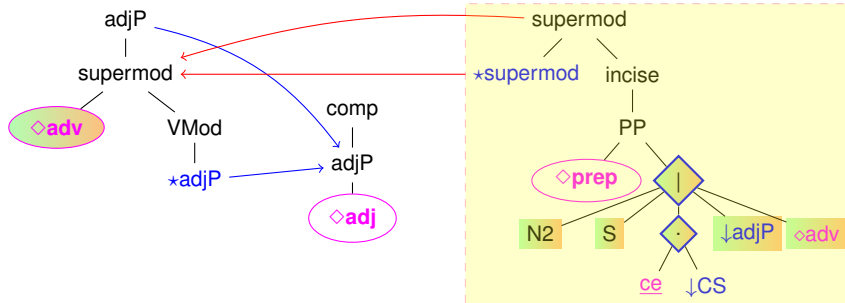 adjP
supermod
◇adv
VMod
⋆adjP
comp
adjP
◇adj
supermod
⋆supermod
incise
PP
◇prep
|
N2 S · ↓adjP ◇adv
ce ↓CS